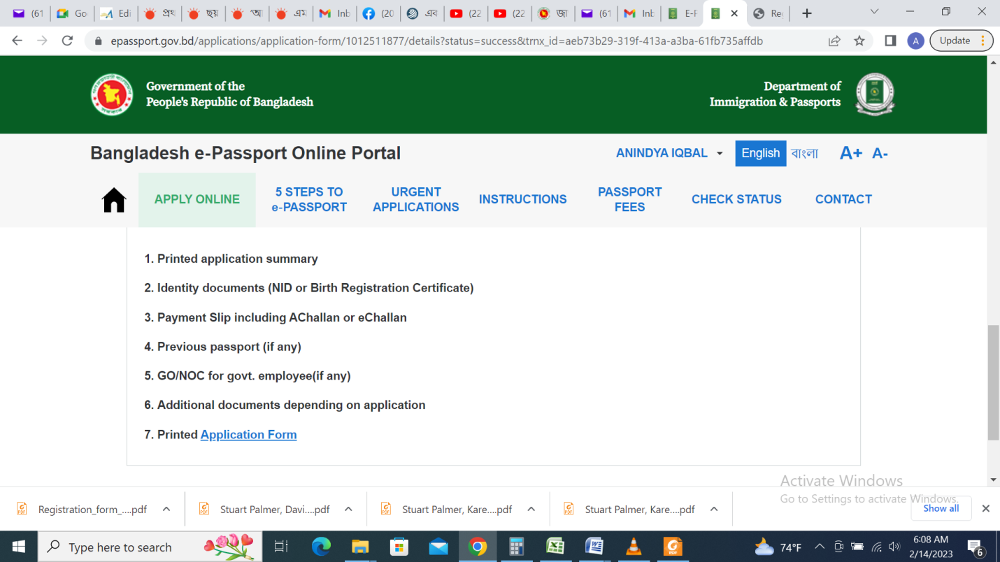 (61
Go
Edi
প্রথ
ছয়
'আ
এম
Inb
(20
এব
(22
(22
জা
(61
Inb
E-F
Re
epassport.gov.bd/applications/application-form/1012511877/details?status=success&trnx_id=aeb73b29-319f-413a-a3ba-61fb735affdb
A
Update
Government of the
People's Republic of Bangladesh
Department of
Immigration & Passports
Bangladesh e-Passport Online Portal
ANINDYA IQBAL
English
বাংলা
A+
A-
APPLY ONLINE
5 STEPS TO
e-PASSPORT
URGENT
APPLICATIONS
INSTRUCTIONS
PASSPORT
FEES
CHECK STATUS
CONTACT
1. Printed application summary
2. Identity documents (NID or Birth Registration Certificate)
3. Payment Slip including AChallan or eChallan
4. Previous passport (if any)
5. GO/NOC for govt. employee(if any)
6. Additional documents depending on application
7. Printed Application Form
Activate Windows
Go to Settings to activate Windows.
Registration_form_....pdf
Stuart Palmer, Davi....pdf
Stuart Palmer, Kare....pdf
Stuart Palmer, Kare....pdf
Show all
Type here to search
74°F
6:08 AM
2/14/2023
6